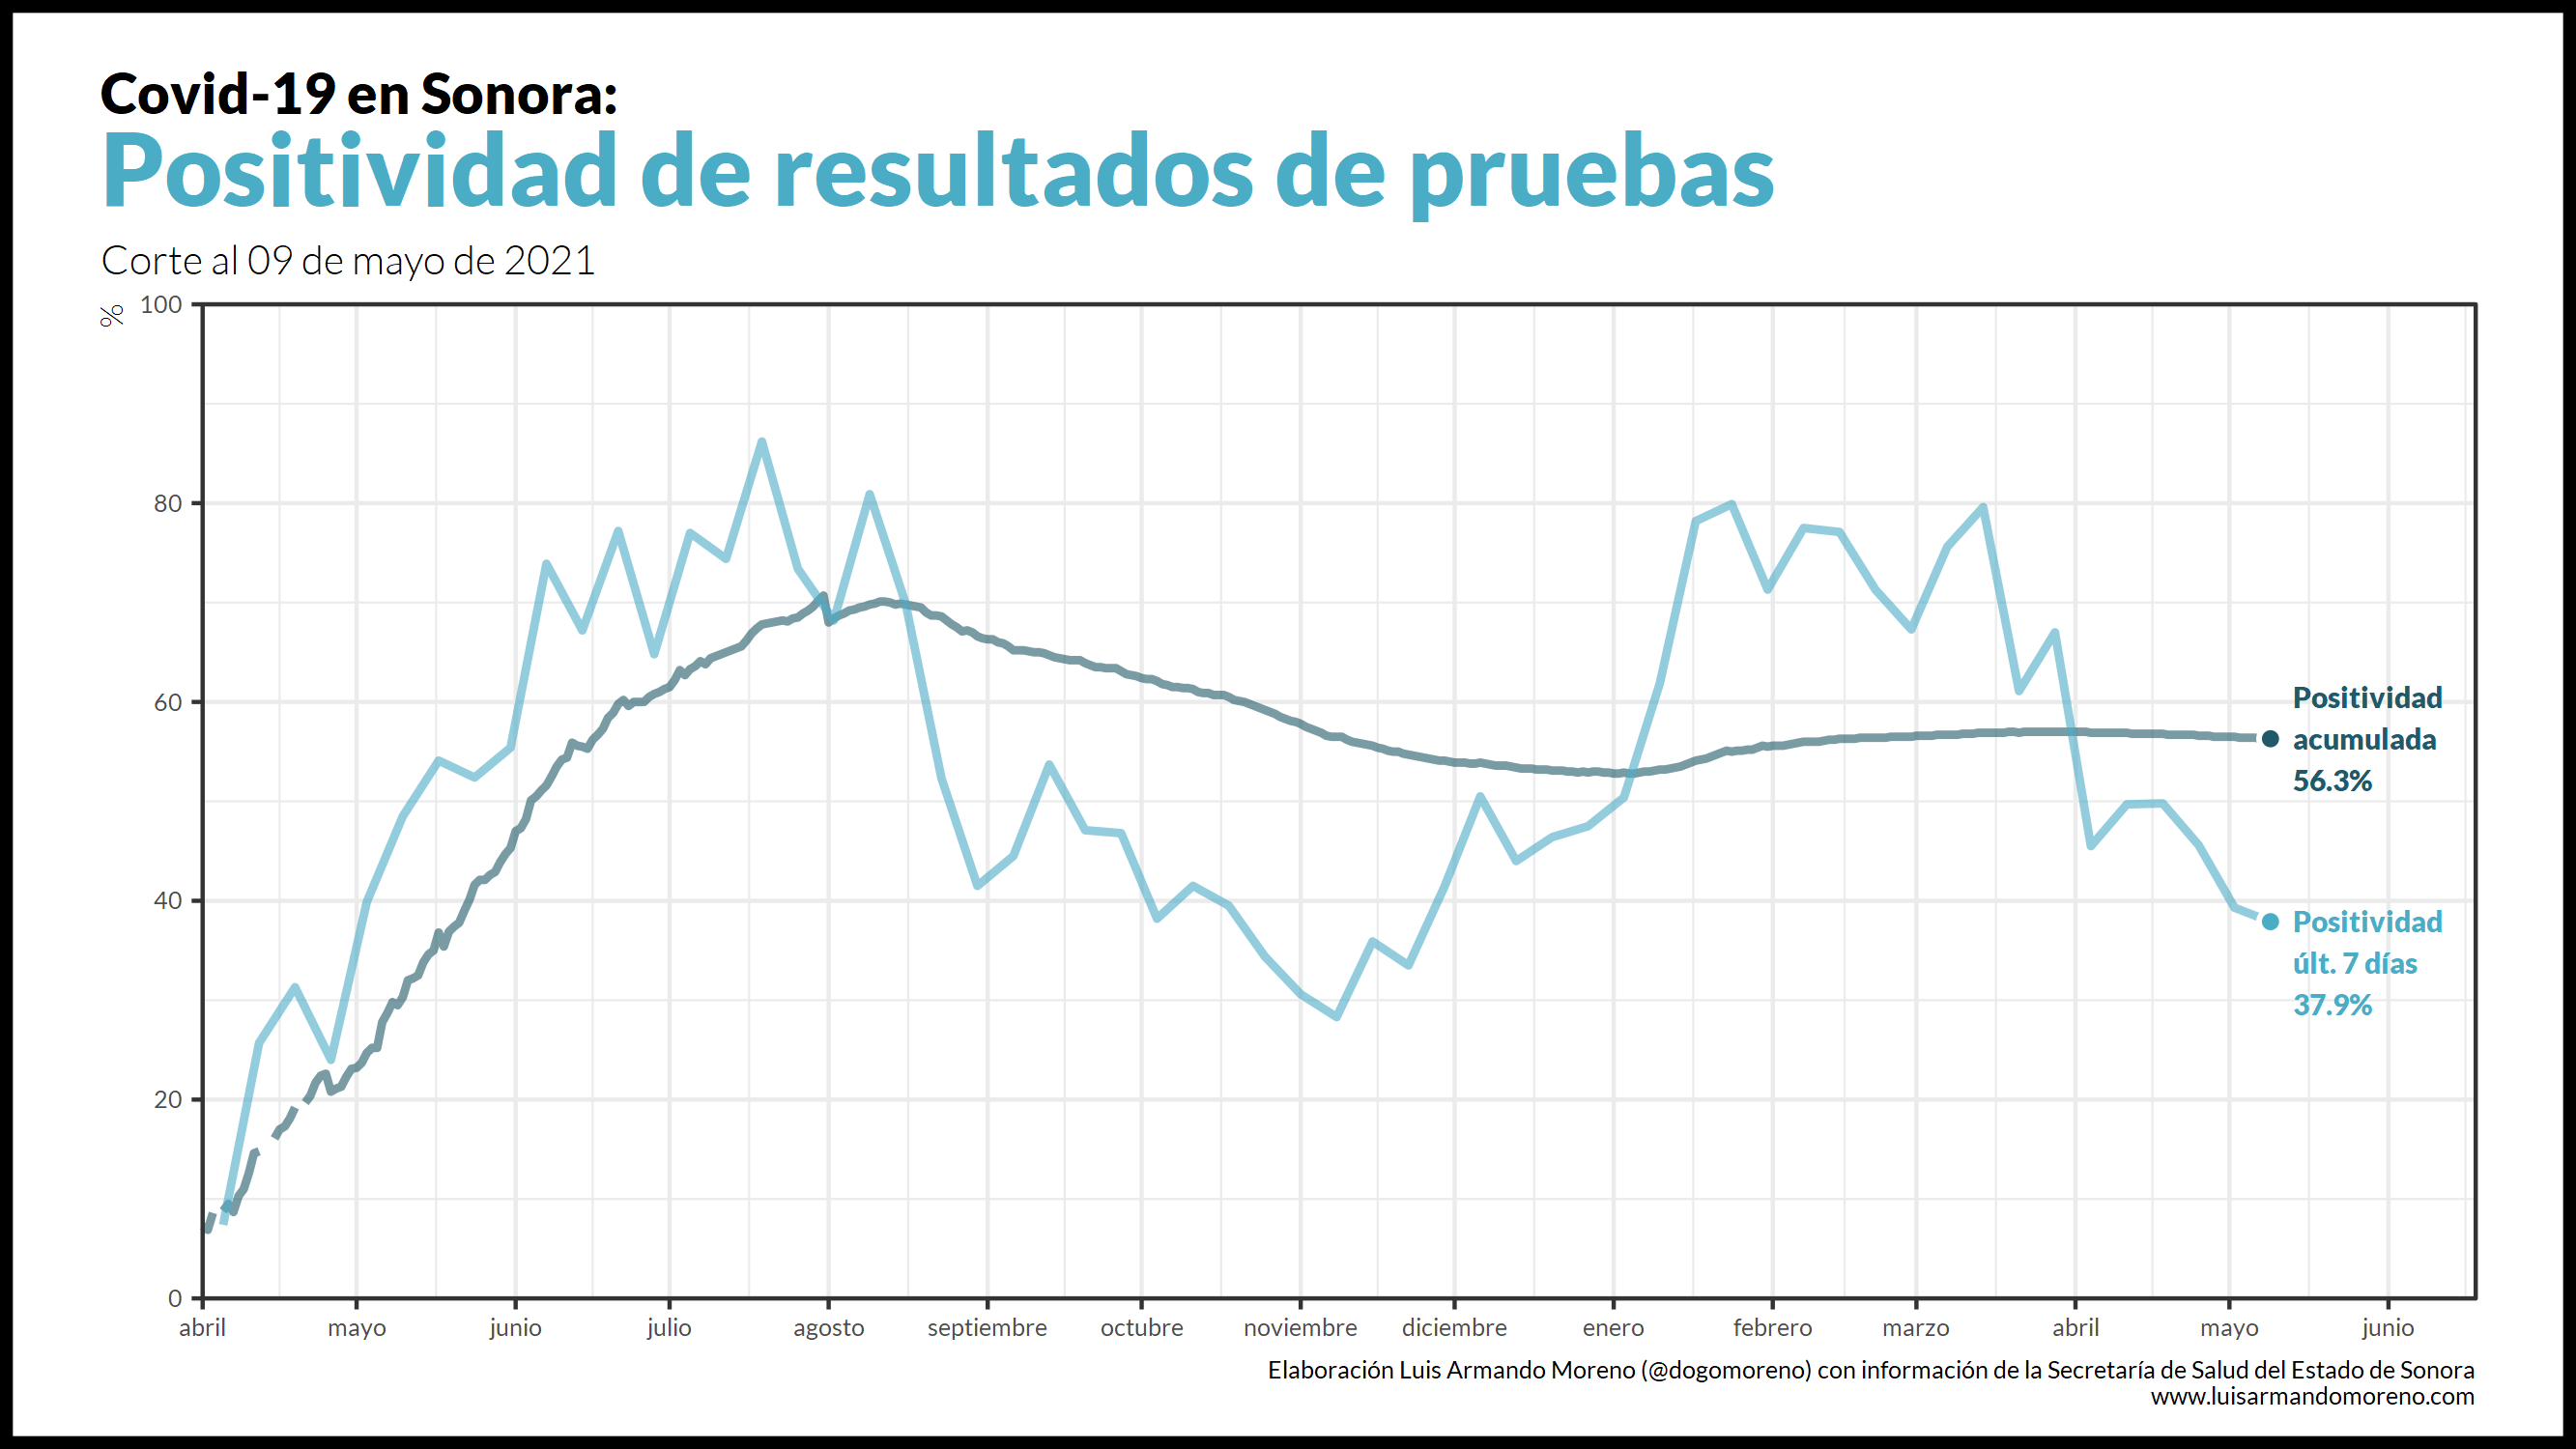 Covid-19 en Sonora:
Positividad de resultados de pruebas
Corte al 09 de mayo de 2021
%
100
80
60
40
20
0
Positividad
acumulada
56.3%
Positividad
últ. 7 días
37.9%
abril mayo junio julio agosto septiembre octubre noviembre diciembre enero febrero marzo abril mayo junio
Elaboración Luis Armando Moreno (@dogomoreno) con información de la Secretaría de Salud del Estado de Sonora
www.luisarmandomoreno.com